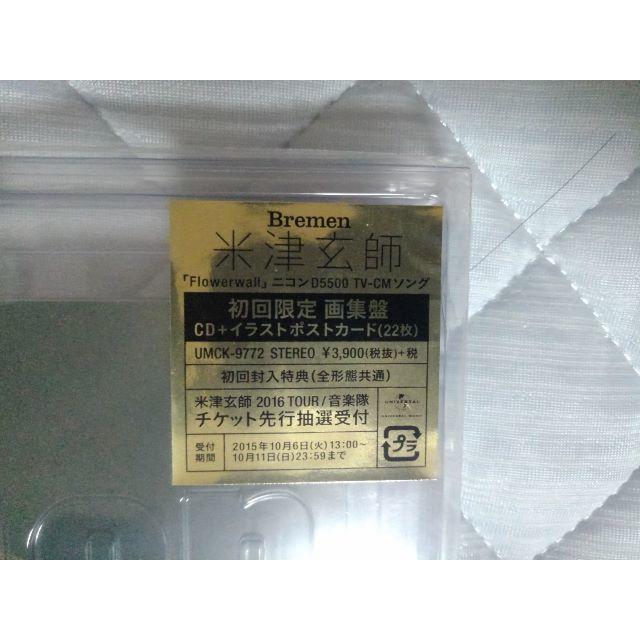 Bremen
米津玄師
「Flowerwall」ニコンD5500 TV-CMソング
初回限定 画集盤
CD+イラストポストカード(22枚)
UMCK-9772 STEREO ¥3,900(税抜)+税
初回封入特典(全形態共通)
米津玄師 2016 TOUR / 音楽隊
チケット先行抽選受付
UNIVERSAL
UNIVERSAL MUSIC
プラ
受付期間
2015年10月6日(火)13:00~
10月11日(日)23:59まで